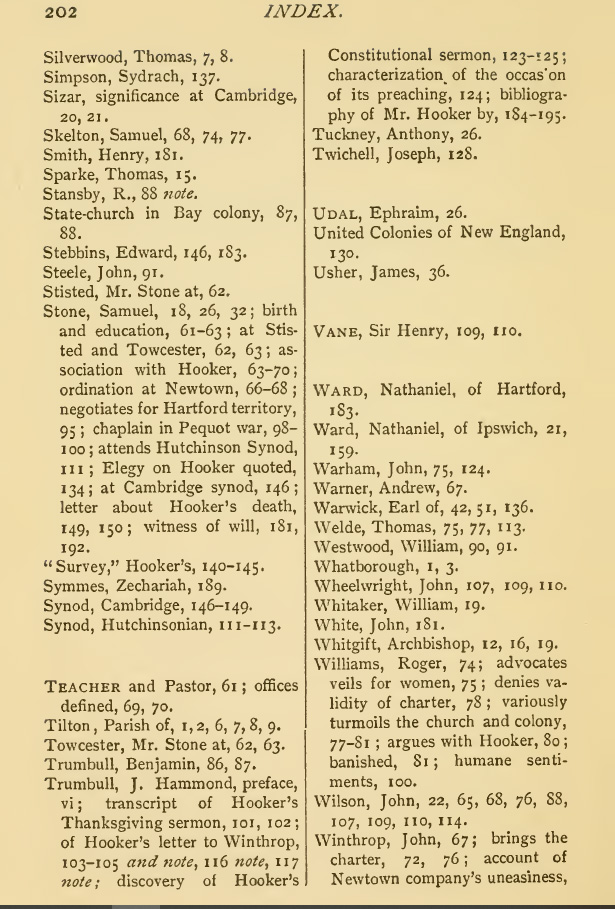 202
INDEX.
Silverwood, Thomas, 7, 8.
Simpson, Sydrach, 137.
Sizar, significance at Cambridge,
20, 21.
Skelton, Samuel, 68, 74, 77.
Smith, Henry, 181.
Sparke, Thomas, 15.
Stansby, R., 88 note.
State-church in Bay colony, 87,
88.
Stebbins, Edward, 146, 183.
Steele, John, 91.
Stisted, Mr. Stone at, 62.
Stone, Samuel, 18, 26, 32; birth
and education, 61–63; at Stis-
ted and Towcester, 62, 63; as-
sociation with Hooker, 63–70;
ordination at Newtown, 66–68;
negotiates for Hartford territory,
95; chaplain in Pequot war, 98–
100; attends Hutchinson Synod,
111; Elegy on Hooker quoted,
134; at Cambridge synod, 146;
letter about Hooker's death,
149, 150; witness of will, 181,
192.
“Survey,” Hooker's, 140–145.
Symmes, Zechariah, 189.
Synod, Cambridge, 146–149.
Synod, Hutchinsonian, 111–113.
TEACHER and Pastor, 61; offices
defined, 69, 70.
Tilton, Parish of, 1, 2, 6, 7, 8, 9.
Towcester, Mr. Stone at, 62, 63.
Trumbull, Benjamin, 86, 87.
Trumbull, J. Hammond, preface,
vi; transcript of Hooker's
Thanksgiving sermon, 101, 102;
of Hooker's letter to Winthrop,
103–105 and note, 116 note, 117
note; discovery of Hooker's
Constitutional sermon, 123–125;
characterization of the occas'on
of its preaching, 124; bibliogra-
phy of Mr. Hooker by, 184–195.
Tuckney, Anthony, 26.
Twichell, Joseph, 128.
UDAL, Ephraim, 26.
United Colonies of New England,
130.
Usher, James, 36.
VANE, Sir Henry, 109, 110.
WARD, Nathaniel, of Hartford,
183.
Ward, Nathaniel, of Ipswich, 21,
159.
Warham, John, 75, 124.
Warner, Andrew, 67.
Warwick, Earl of, 42, 51, 136.
Welde, Thomas, 75, 77, 113.
Westwood, William, 90, 91.
Whatborough, 1, 3.
Wheelwright, John, 107, 109, 110.
Whitaker, William, 19.
White, John, 181.
Whitgift, Archbishop, 12, 16, 19.
Williams, Roger, 74; advocates
veils for women, 75; denies va-
lidity of charter, 78; variously
turmoils the church and colony,
77–81; argues with Hooker, 80;
banished, 81; humane senti-
ments, 100.
Wilson, John, 22, 65, 68, 76, 88,
107, 109, 110, 114.
Winthrop, John, 67; brings the
charter, 72, 76; account of
Newtown company's uneasiness,